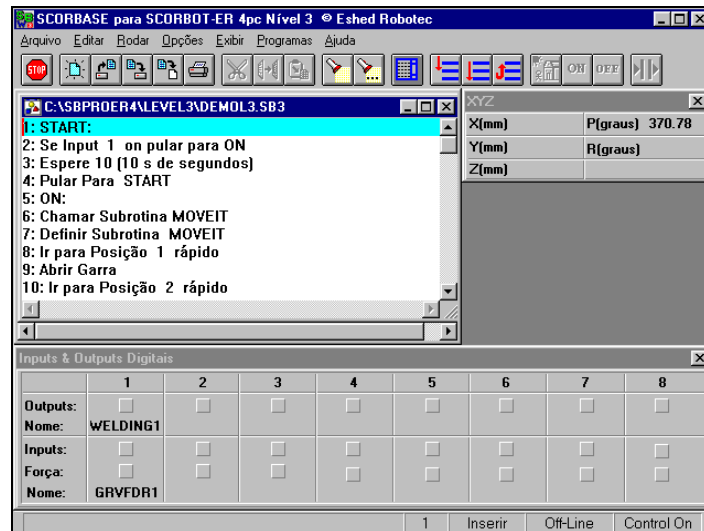 SCORBASE para SCORBOT-ER 4pc Nível 3 © Eshed Robotec
Arquivo Editar Rodar Opções Exibir Programas Ajuda
STOP ON OFF
C:\SBPROER4\LEVEL3\DEMOL3.SB3
1: START:
2: Se Input 1 on pular para ON
3: Espere 10 (10 s de segundos)
4: Pular Para START
5: ON:
6: Chamar Subrotina MOVEIT
7: Definir Subrotina MOVEIT
8: Ir para Posição 1 rápido
9: Abrir Garra
10: Ir para Posição 2 rápido
XYZ
X(mm) P(graus) 370.78
Y(mm) R(graus)
Z(mm)
Inputs & Outputs Digitais
1 2 3 4 5 6 7 8
Outputs:
Nome: WELDING1
Inputs:
Força:
Nome: GRVFDR1
1 Inserir Off-Line Control On